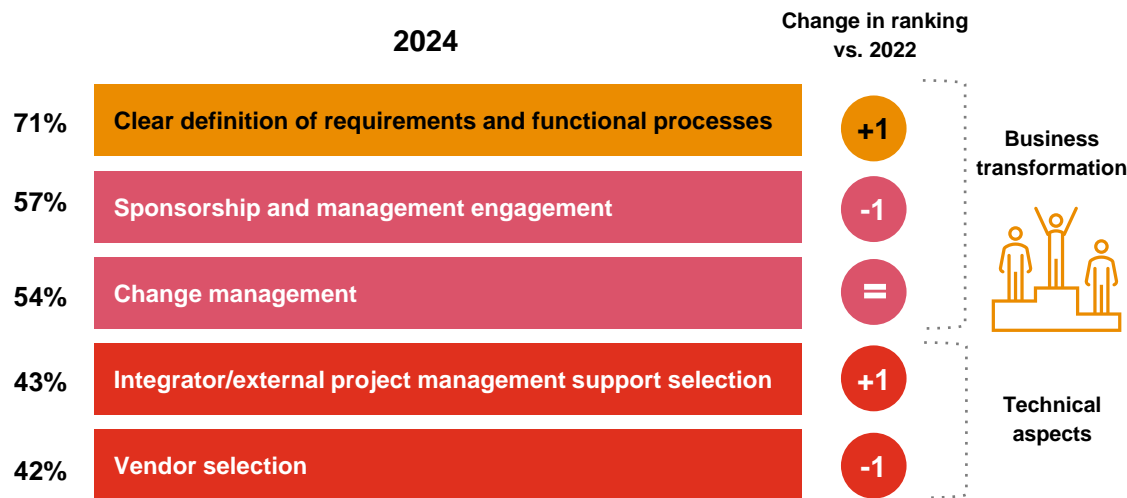 2024
Change in ranking
vs. 2022
71%
Clear definition of requirements and functional processes
+1
57%
Sponsorship and management engagement
-1
54%
Change management
=
Business
transformation
43%
Integrator/external project management support selection
+1
42%
Vendor selection
-1
Technical
aspects